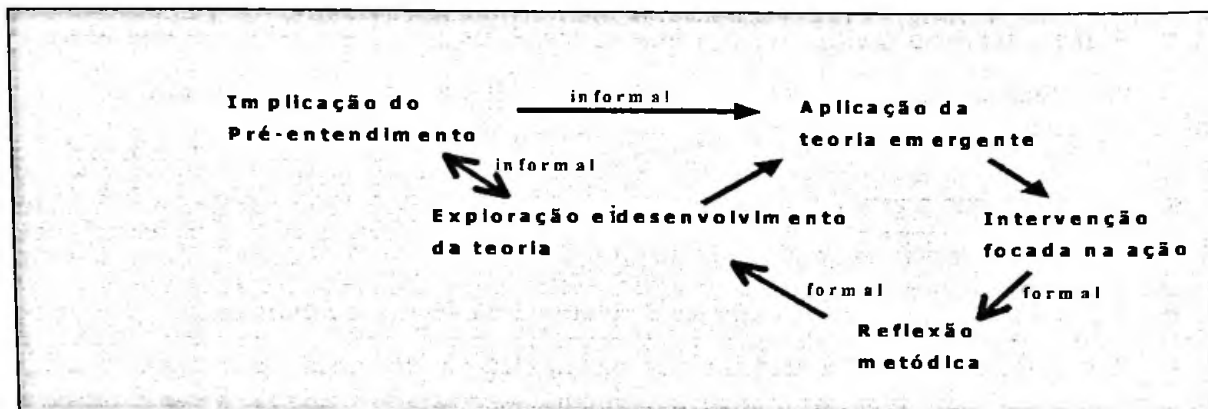 Implicação do
Pré-entendimento
informal
Aplicação da
teoria emergente
informal
Exploração e desenvolvimento
da teoria
Intervenção
focada na ação
formal
formal
Reflexão
metódica